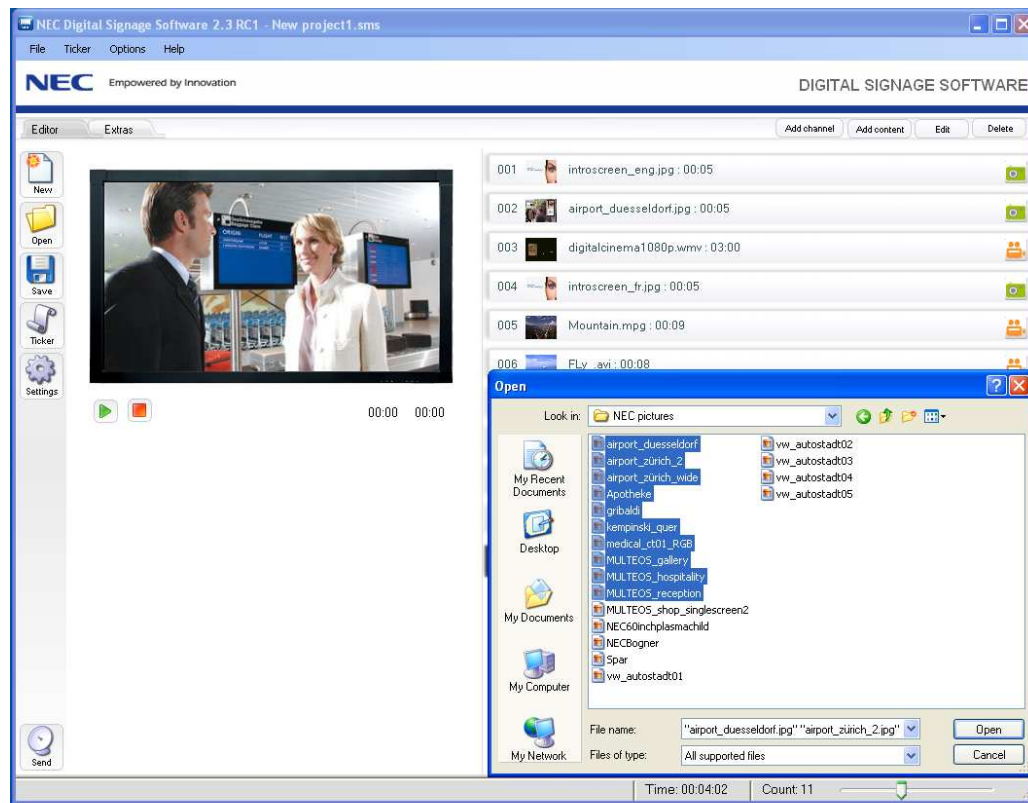 NEC Digital Signage Software 2.3 RC1 - New project1.sms
File Ticker Options Help
NEC Empowered by Innovation
DIGITAL SIGNAGE SOFTWARE
Editor Extras
Add channel Add content Edit Delete
New
Open
Save
Ticker
Settings
Send
00:00 00:00
001 introscreen_eng.jpg : 00:05
002 airport_duesseldorf.jpg : 00:05
003 digitalcinema1080p.wmv : 03:00
004 introscreen_fr.jpg : 00:05
005 Mountain.mpg : 00:09
006 FLy .avi : 00:08
Open
Look in: NEC pictures
My Recent Documents
Desktop
My Documents
My Computer
My Network
airport_duesseldorf
airport_zürich_2
airport_zürich_wide
Apotheke
gribaldi
kempinski_quer
medical_ct01_RGB
MULTEOS_gallery
MULTEOS_hospitality
MULTEOS_reception
MULTEOS_shop_singlescreen2
NEC60inchplasmachild
NECBogner
Spar
vw_autostadt01
vw_autostadt02
vw_autostadt03
vw_autostadt04
vw_autostadt05
File name: "airport_duesseldorf.jpg" "airport_zürich_2.jpg" Open
Files of type: All supported files Cancel
Time: 00:04:02 Count: 11